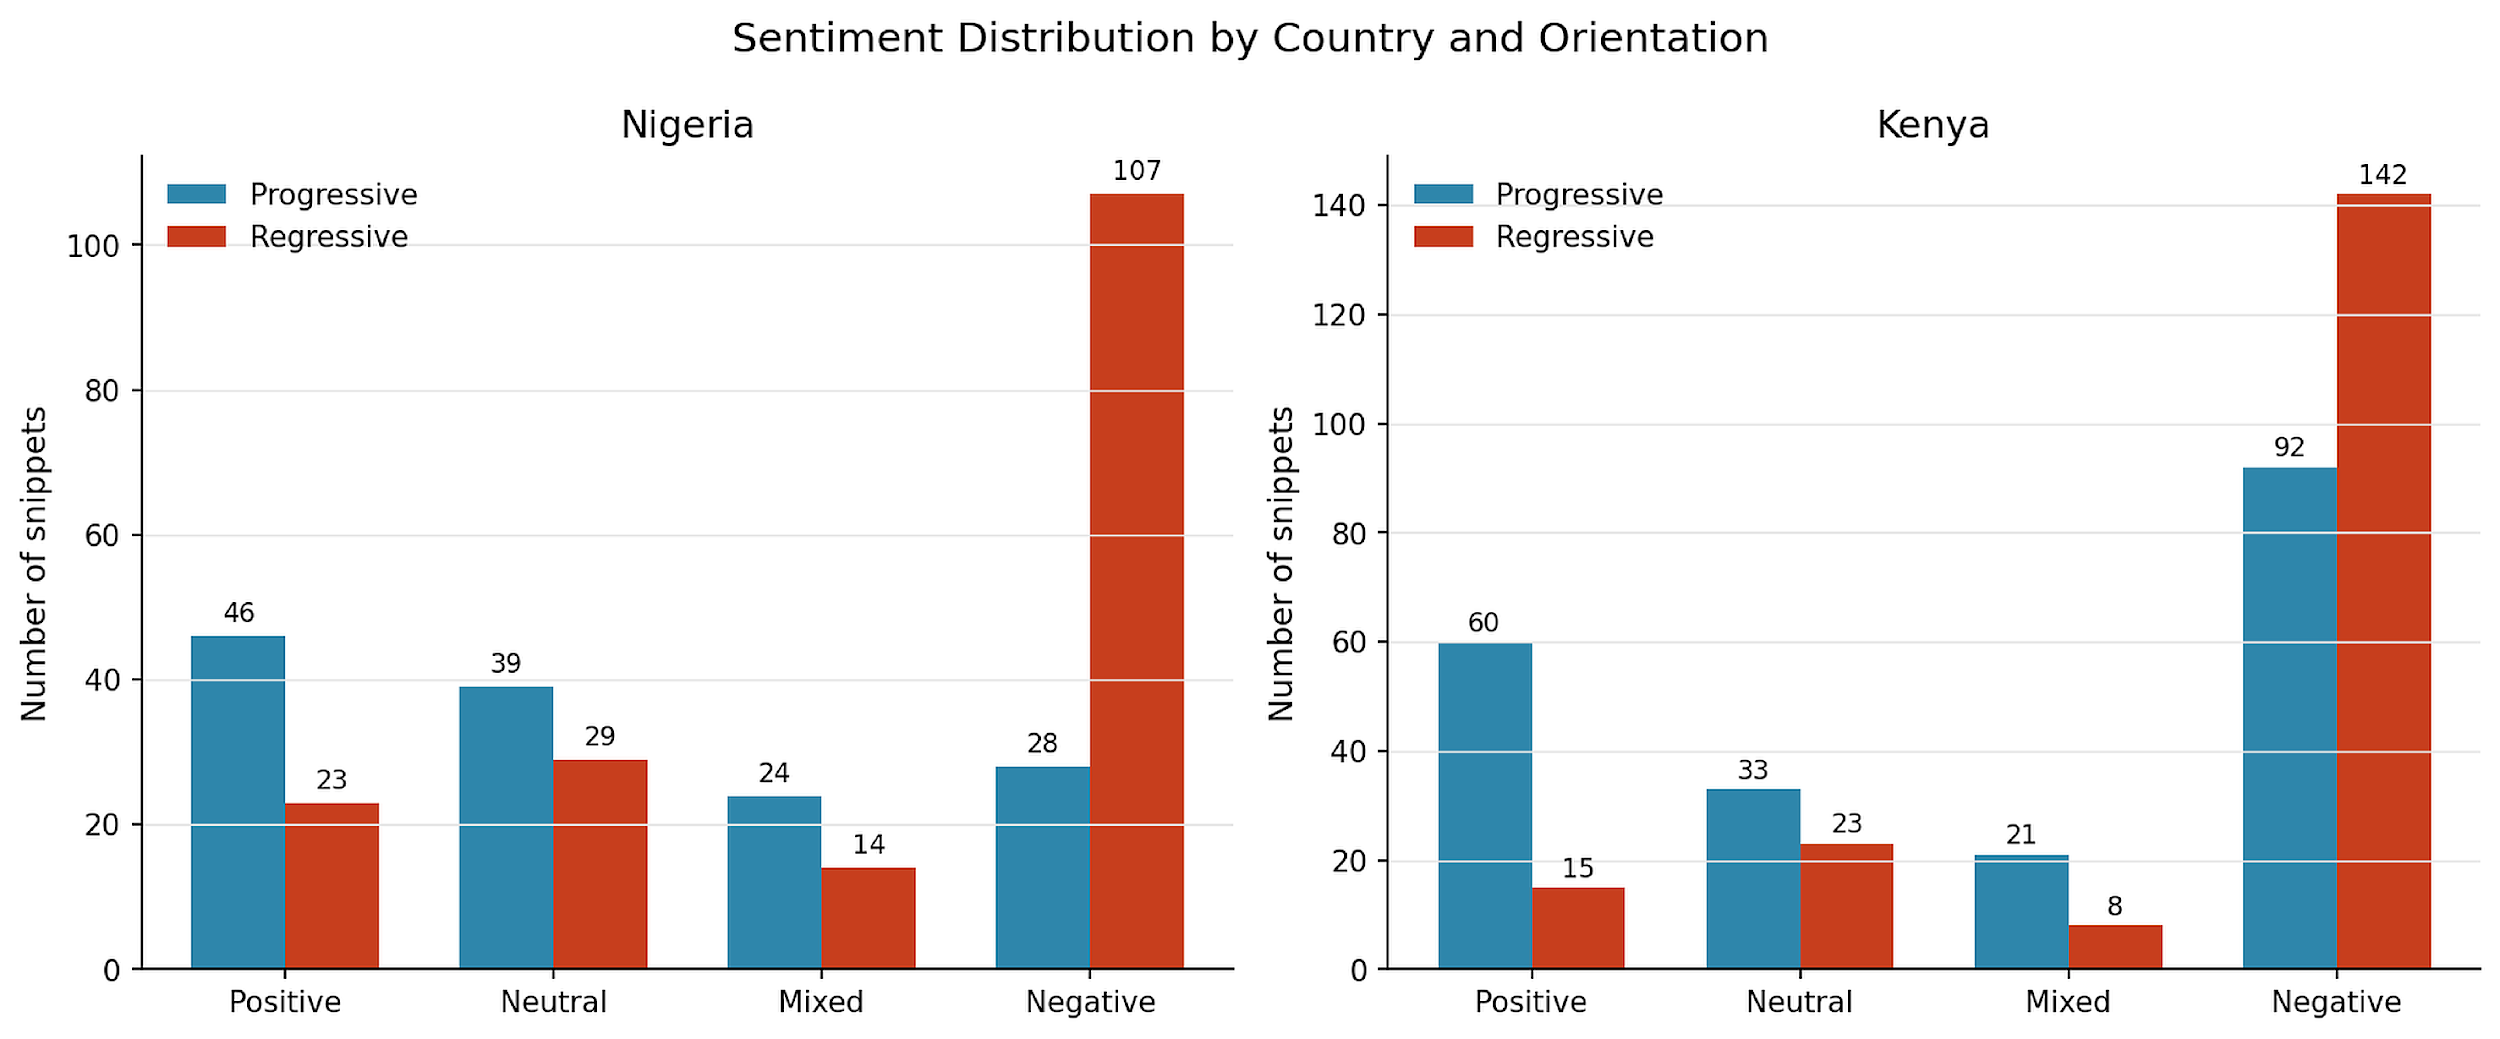 Sentiment Distribution by Country and Orientation
Nigeria
Progressive
Regressive
Number of snippets
100
80
60
40
20
0
46
23
39
29
24
14
28
107
Positive
Neutral
Mixed
Negative
Kenya
Progressive
Regressive
Number of snippets
140
120
100
80
60
40
20
0
60
15
33
23
21
8
92
142
Positive
Neutral
Mixed
Negative